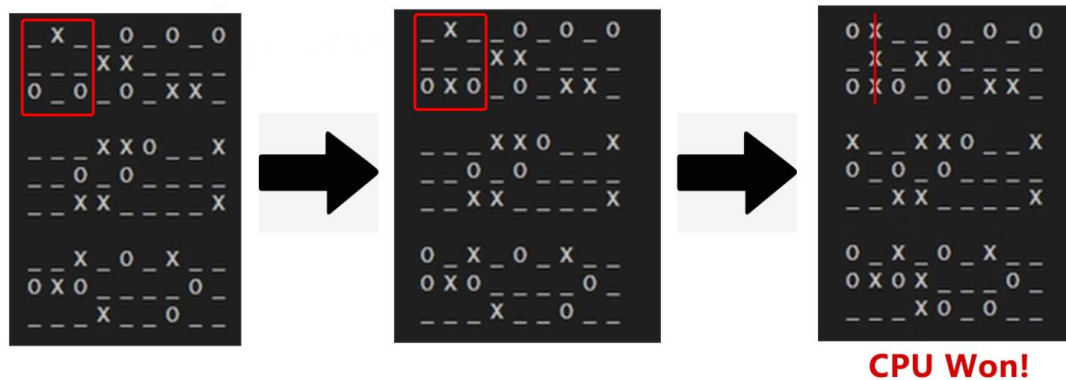 _ X _ _ O _ O _ O
_ _ _ X X _ _ _ _
O _ O _ O _ X X _
_ _ _ X X O _ _ X
_ _ O _ O _ _ _ _
_ _ X X _ _ _ _ X
_ _ X _ O _ X _ _
O X O _ _ _ _ O _
_ _ _ X _ _ O _ _
_ X _ _ O _ O _ O
_ _ _ X X _ _ _ _
O X O _ O _ X X _
_ _ _ X X O _ _ X
_ _ O _ O _ _ _ _
_ _ X X _ _ _ _ X
O _ X _ O _ X _ _
O X O _ _ _ _ O _
_ _ _ X _ _ O _ _
O X _ _ O _ O _ O
_ X _ X X _ _ _ _
O X O _ O _ X X _
X _ _ X X O _ _ X
O _ O _ O _ _ _ _
_ _ X X _ _ _ _ X
O _ X _ O _ X _ _
O X O X _ _ _ O _
_ _ _ X O _ O _ _
CPU Won!